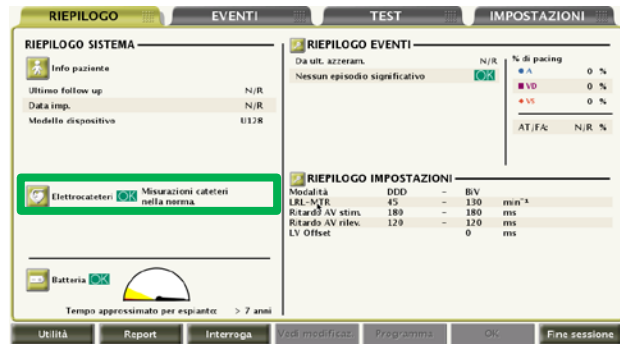 RIEPILOGO EVENTI TEST IMPOSTAZIONI
RIEPILOGO SISTEMA
Info paziente
Ultimo follow up N/R
Data imp. N/R
Modello dispositivo U128
Elettrocateteri OK Misurazioni cateteri
nella norma.
Batteria OK
Tempo approssimato per espianto: > 7 anni
RIEPILOGO EVENTI
Da ult. azzeram. N/R
Nessun episodio significativo OK
% di pacing
A 0 %
VD 0 %
VS 0 %
AT/FA: N/R %
RIEPILOGO IMPOSTAZIONI
Modalità DDD - BiV
LRL-MTR 45 - 130 min⁻¹
Ritardo AV stim. 180 - 180 ms
Ritardo AV rilev. 120 - 120 ms
LV Offset 0 ms
Utilità Report Interroga Vedi modificaz. Programma OK Fine sessione